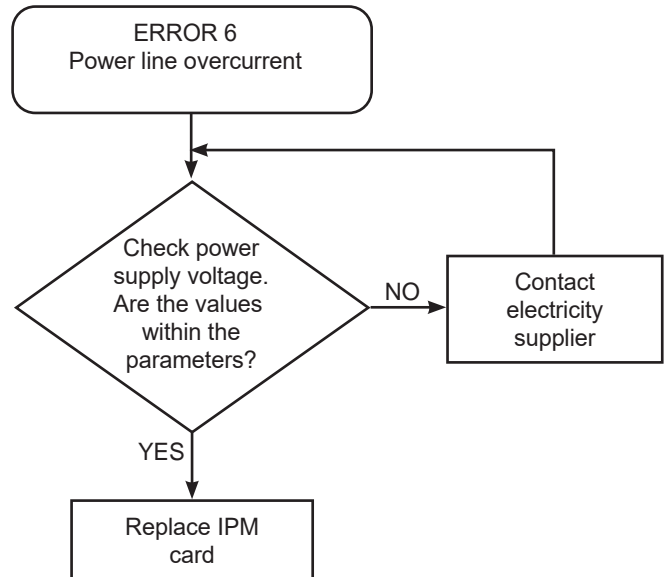 ERROR 6
Power line overcurrent
Check power
supply voltage.
Are the values
within the
parameters?
NO
Contact
electricity
supplier
YES
Replace IPM
card